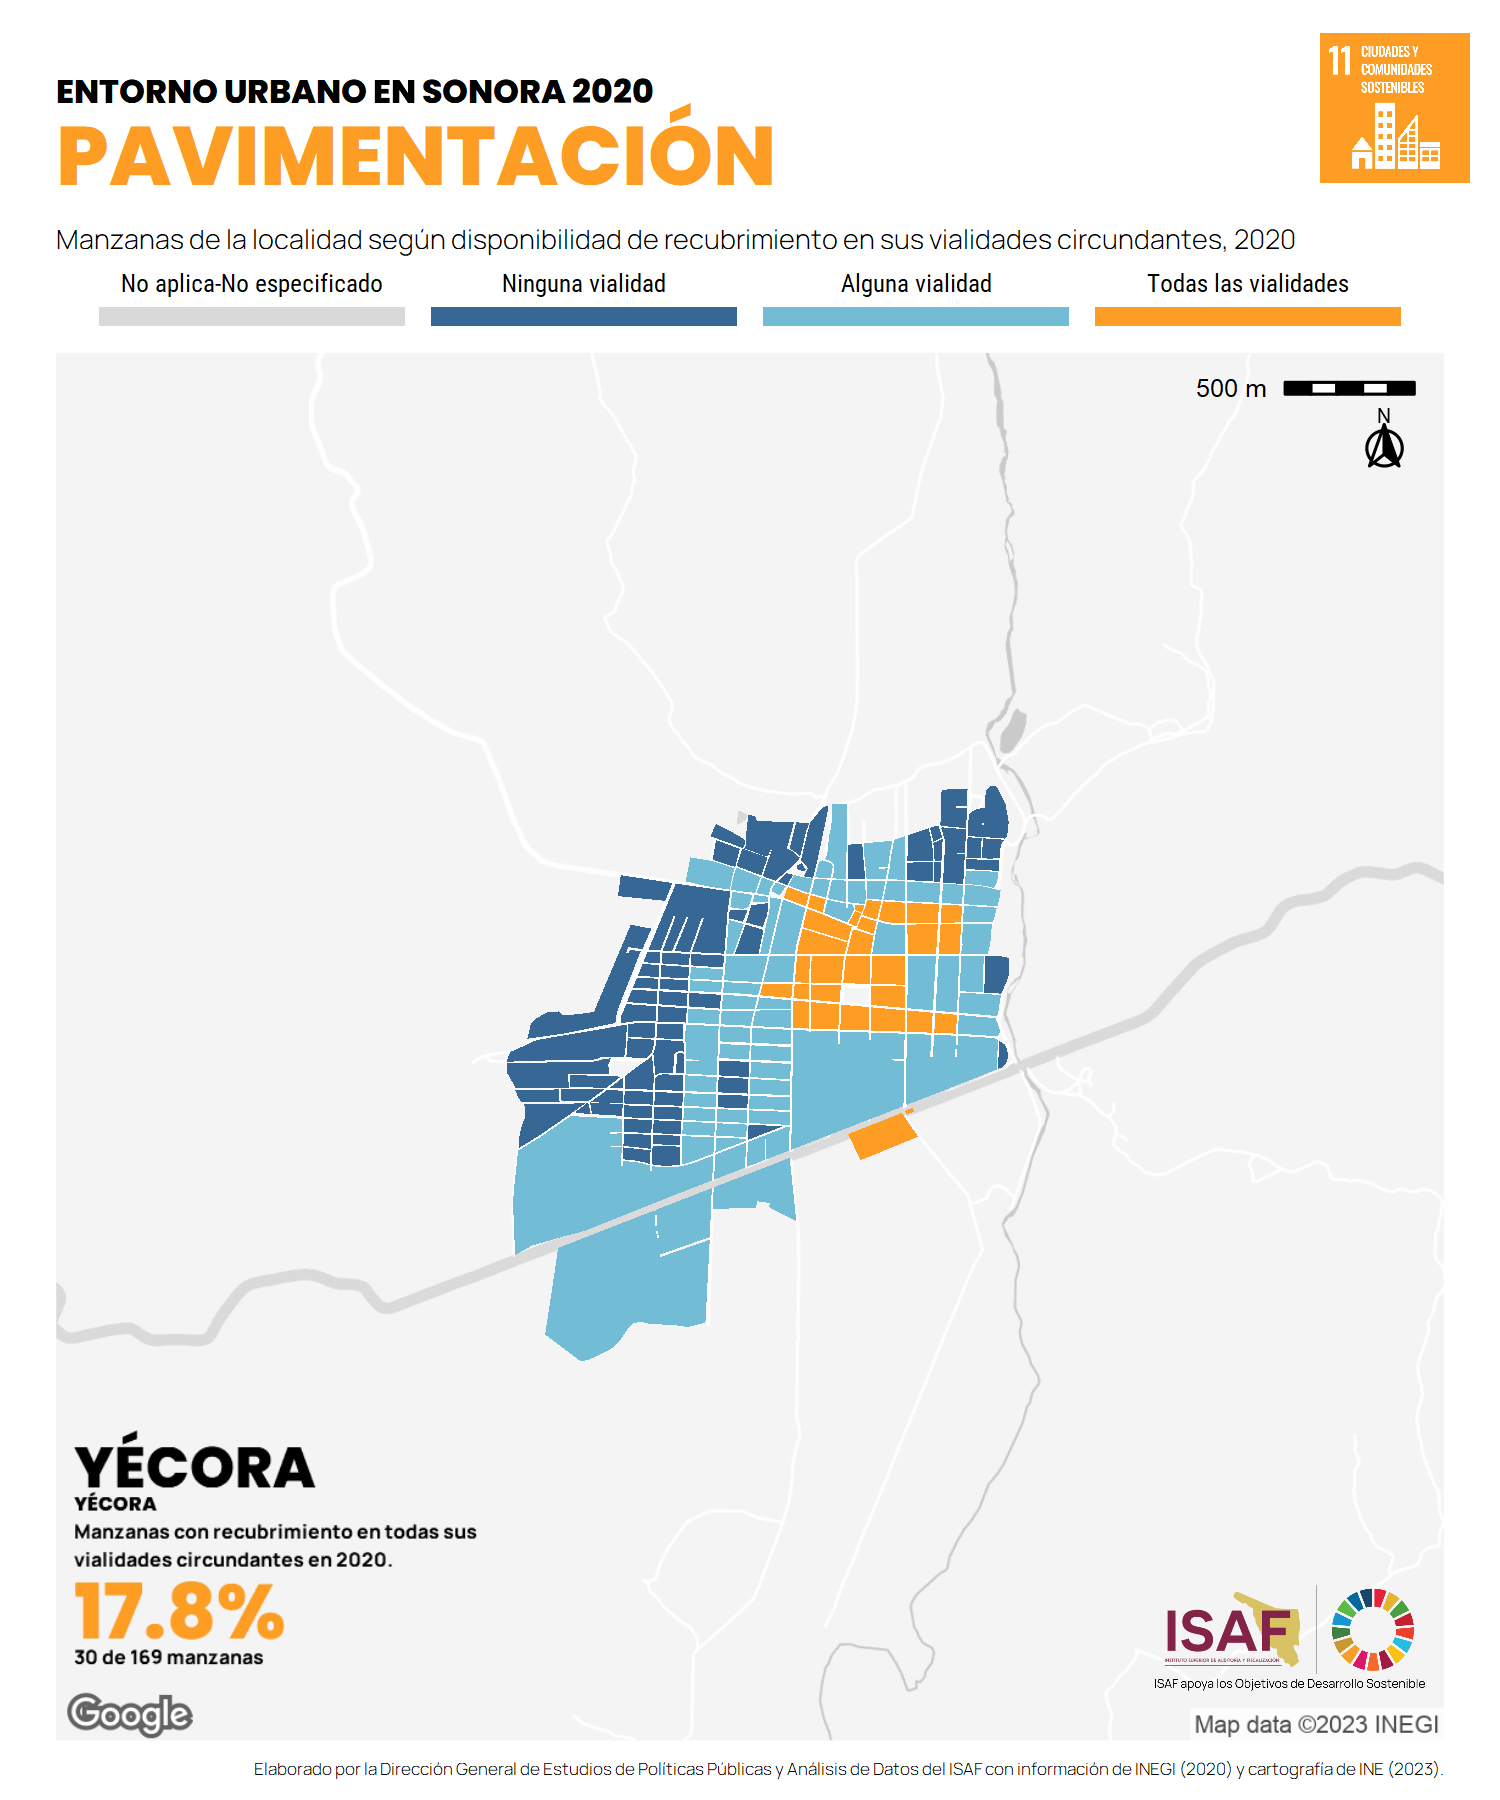 ENTORNO URBANO EN SONORA 2020
PAVIMENTACIÓN
11 CIUDADES Y
COMUNIDADES
SOSTENIBLES
Manzanas de la localidad según disponibilidad de recubrimiento en sus vialidades circundantes, 2020
No aplica-No especificado
Ninguna vialidad
Alguna vialidad
Todas las vialidades
500 m
N
YÉCORA
YÉCORA
Manzanas con recubrimiento en todas sus
vialidades circundantes en 2020.
17.8%
30 de 169 manzanas
Google
ISAF
INSTITUTO SUPERIOR DE AUDITORÍA Y FISCALIZACIÓN
ISAF apoya los Objetivos de Desarrollo Sostenible
Map data ©2023 INEGI
Elaborado por la Dirección General de Estudios de Políticas Públicas y Análisis de Datos del ISAF con información de INEGI (2020) y cartografía de INE (2023).